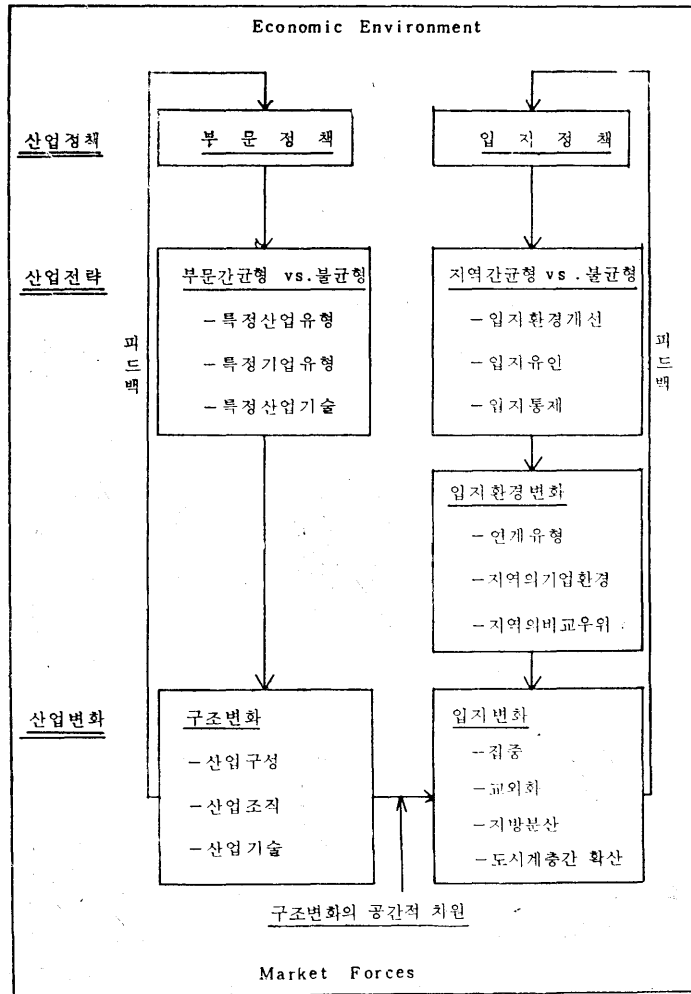 Economic Environment
산업정책
부 문 정 책
입 지 정 책
산업전략
부문간균형 vs.불균형
- 특정산업유형
- 특정기업유형
- 특정산업기술
지역간균형 vs.불균형
- 입지환경개선
- 입지유인
- 입지통제
피드백
피드백
입지환경변화
- 연계유형
- 지역의기업환경
- 지역의비교우위
산업변화
구조변화
- 산업구성
- 산업조직
- 산업기술
입지변화
- 집중
- 교외화
- 지방분산
- 도시계층간 확산
구조변화의 공간적 치원
Market Forces